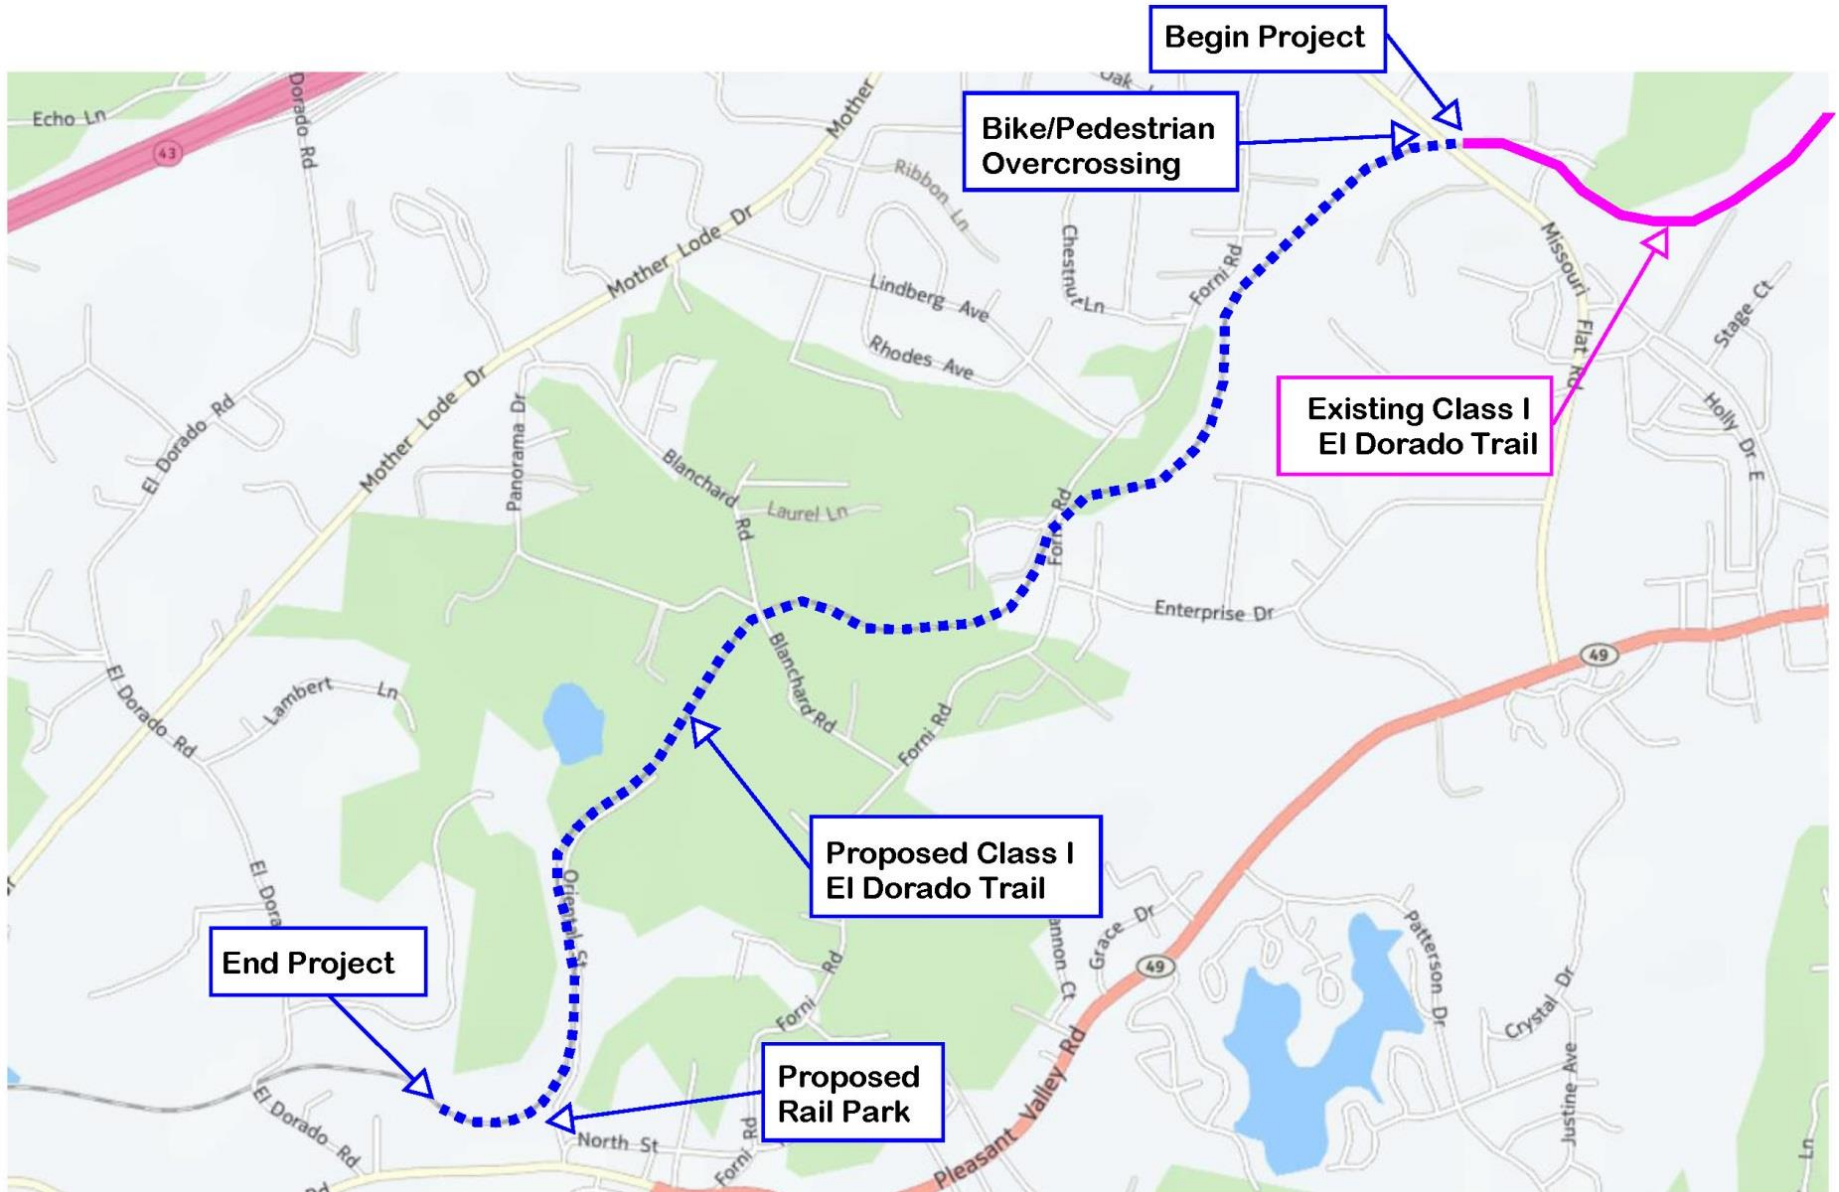 Begin Project
Bike/Pedestrian
Overcrossing
Echo Ln
43
Dorado Rd
Mother
Oak
Ribbon Ln
Mother Lode Dr
Lindberg Ave
Rhodes Ave
Chestnut Ln
Forni Rd
Missouri Flat Rd
Stage Ct
Existing Class I
El Dorado Trail
Holly Dr E
El Dorado Rd
Mother Lode Dr
Panorama Dr
Blanchard Rd
Laurel Ln
Forni Rd
Enterprise Dr
49
El Dorado Rd
Lambert Ln
Blanchard Rd
Forni Rd
Proposed Class I
El Dorado Trail
El Dora
Oriental St
End Project
Forni Rd
annon Ct
Grace Dr
49
Patterson Dr
Crystal Dr
Justine Ave
Proposed
Rail Park
El Dorado Rd
North St
Forni Rd
Pleasant Valley Rd
Rd
Ln